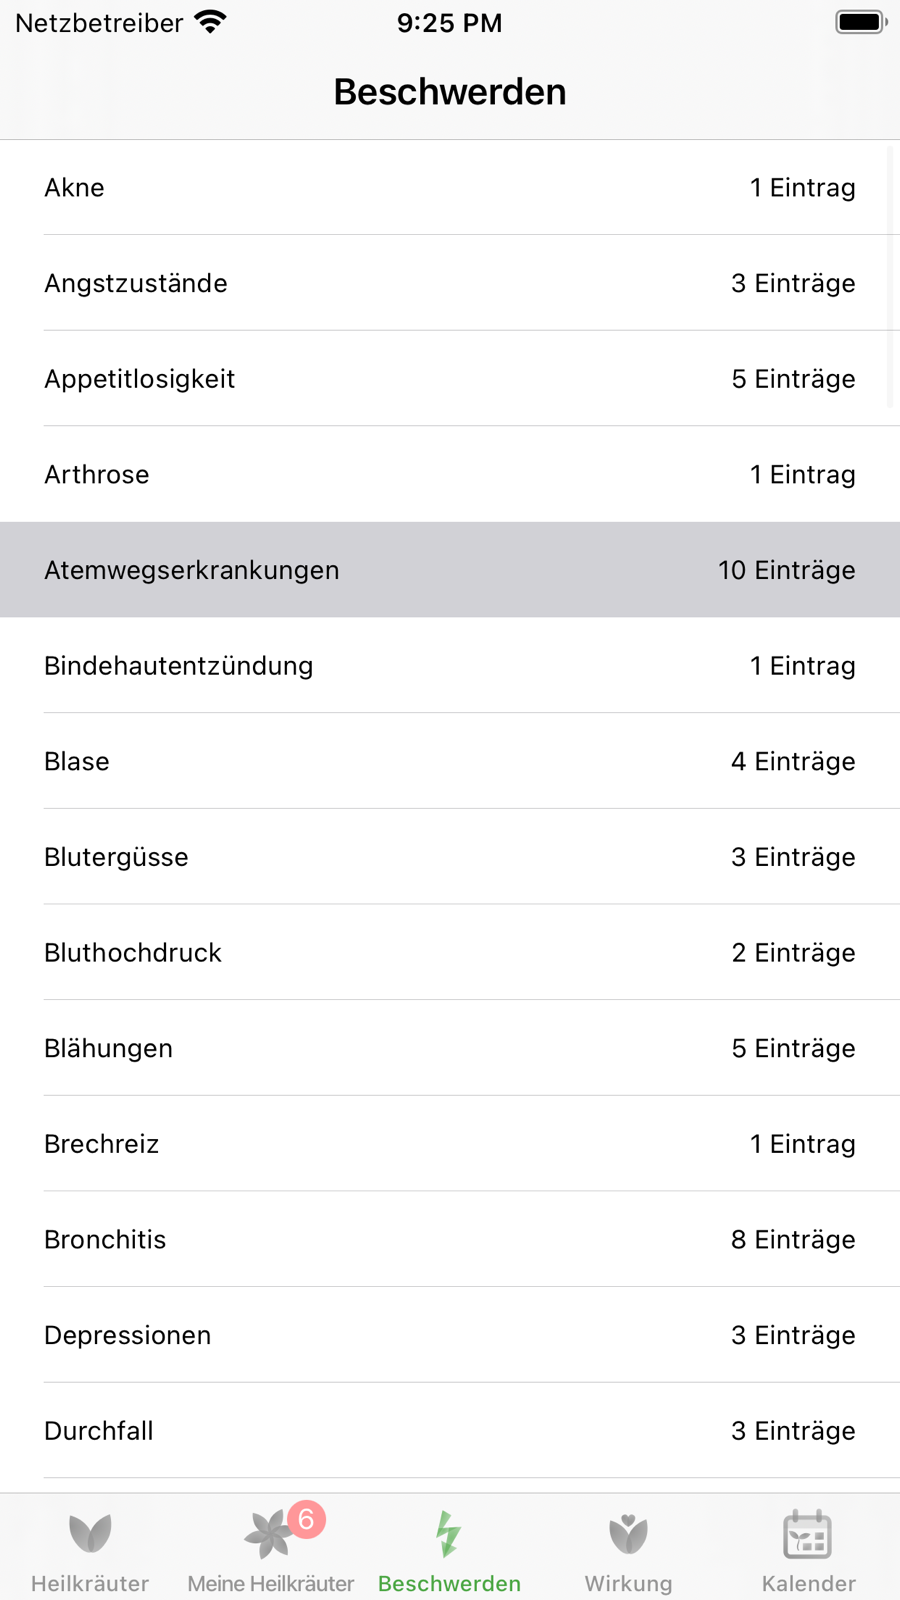 Netzbetreiber 9:25 PM
Beschwerden
Akne 1 Eintrag
Angstzustände 3 Einträge
Appetitlosigkeit 5 Einträge
Arthrose 1 Eintrag
Atemwegserkrankungen 10 Einträge
Bindehautentzündung 1 Eintrag
Blase 4 Einträge
Blutergüsse 3 Einträge
Bluthochdruck 2 Einträge
Blähungen 5 Einträge
Brechreiz 1 Eintrag
Bronchitis 8 Einträge
Depressionen 3 Einträge
Durchfall 3 Einträge
6
Heilkräuter Meine Heilkräuter Beschwerden Wirkung Kalender